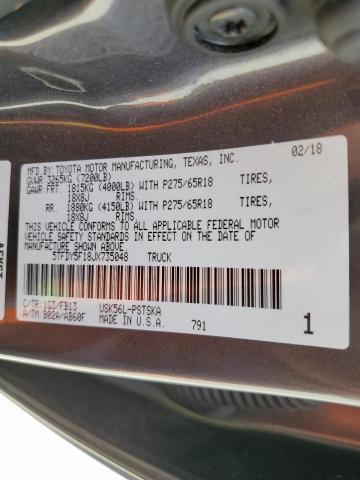 MFD.BY TOYOTA MOTOR MANUFACTURING, TEXAS, INC. 02/18
GVWR 3265KG (7200LB)
GAWR FRT. 1815KG (4000LB) WITH P275/65R18 TIRES,
18X8J RIMS.
RR. 1880KG (4150LB) WITH P275/65R18 TIRES,
18X8J RIMS.
THIS VEHICLE CONFORMS TO ALL APPLICABLE FEDERAL MOTOR
VEHICLE SAFETY STANDARDS IN EFFECT ON THE DATE OF
MANUFACTURE SHOWN ABOVE.
5TFDY5F18JX735048 TRUCK
C/TR: 1G3/FB13 USK56L-PSTSKA
A/TM: B02A/AB60F MADE IN U.S.A. 791 1